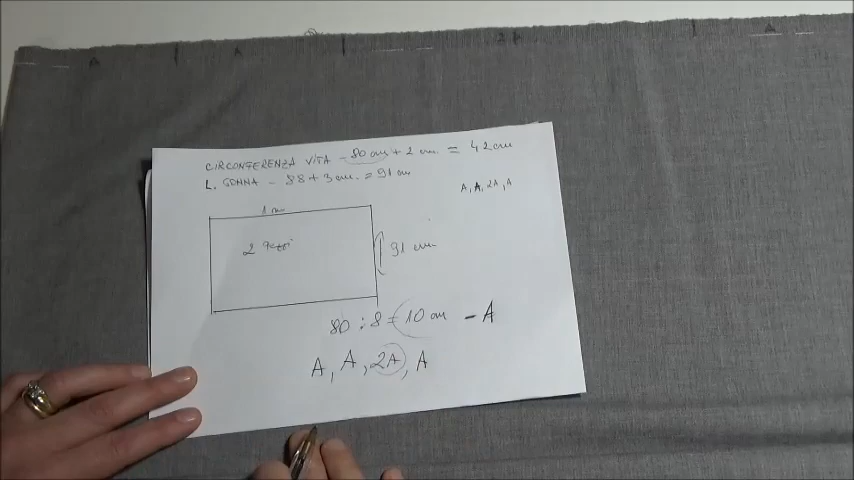 CIRCONFERENZA VITA - 80 cm + 2 cm. = 42 cm
L. GONNA - 88 + 3 cm. = 91 cm
A, A, 2A, A
1 m
2 pezzi
91 cm
80 : 8 = 10 cm - A
A, A, 2A, A